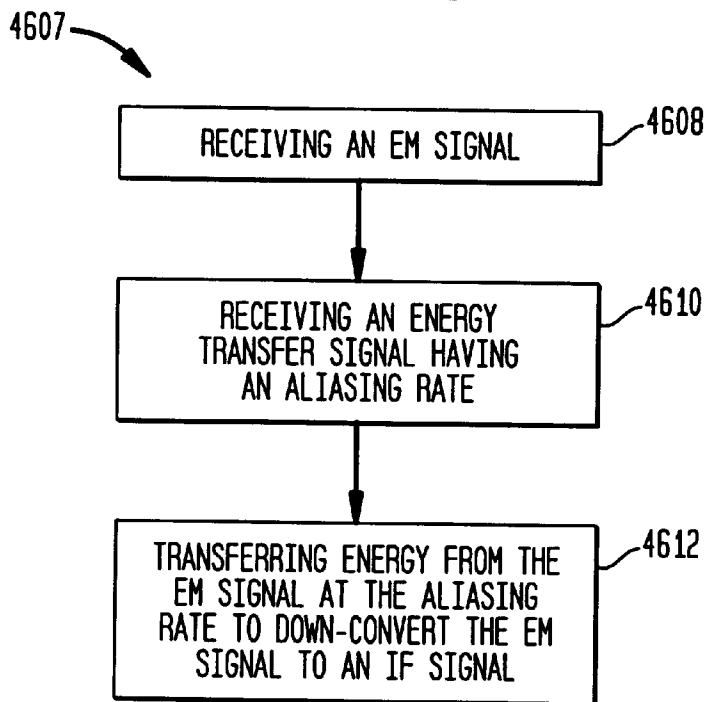 4607
RECEIVING AN EM SIGNAL
4608
RECEIVING AN ENERGY
TRANSFER SIGNAL HAVING
AN ALIASING RATE
4610
TRANSFERRING ENERGY FROM THE
EM SIGNAL AT THE ALIASING
RATE TO DOWN-CONVERT THE EM
SIGNAL TO AN IF SIGNAL
4612